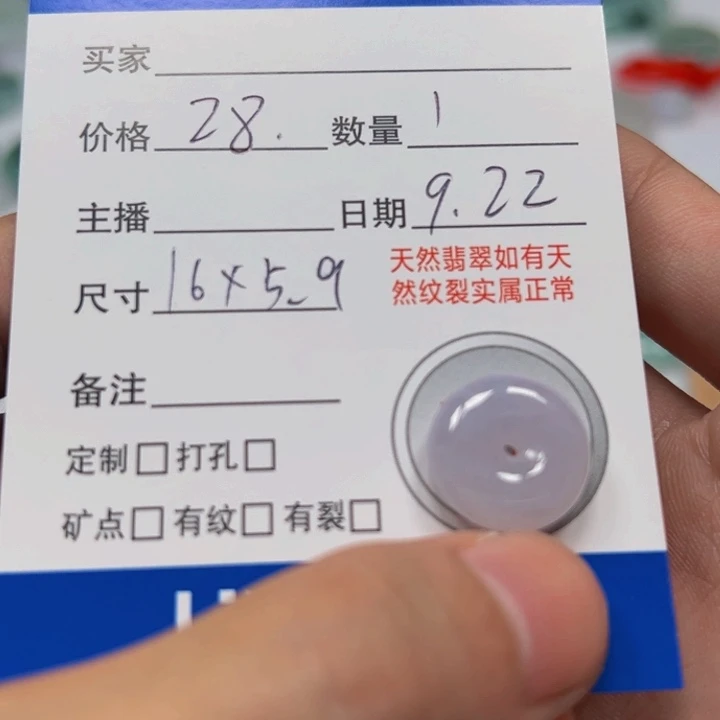 买家
价格 28. 数量 1
主播 日期 9.22
尺寸 16×5.9
天然翡翠如有天
然纹裂实属正常
备注
定制□ 打孔□
矿点□ 有纹□ 有裂□